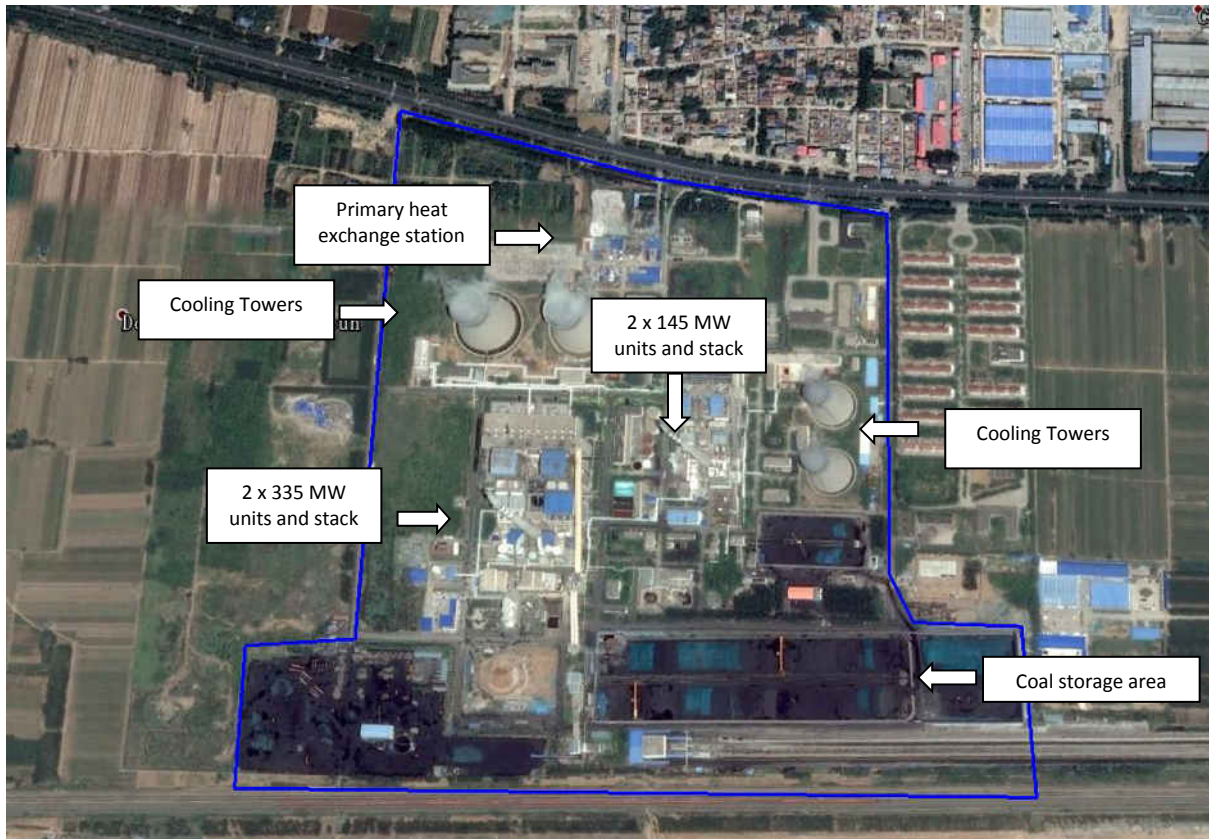 Primary heat
exchange station
Cooling Towers
2 x 145 MW
units and stack
Cooling Towers
2 x 335 MW
units and stack
Coal storage area